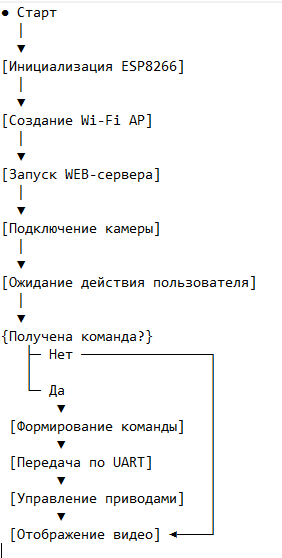 Старт
[Инициализация ESP8266]
[Создание Wi-Fi AP]
[Запуск WEB-сервера]
[Подключение камеры]
[Ожидание действия пользователя]
{Получена команда?}
Нет
Да
[Формирование команды]
[Передача по UART]
[Управление приводами]
[Отображение видео]